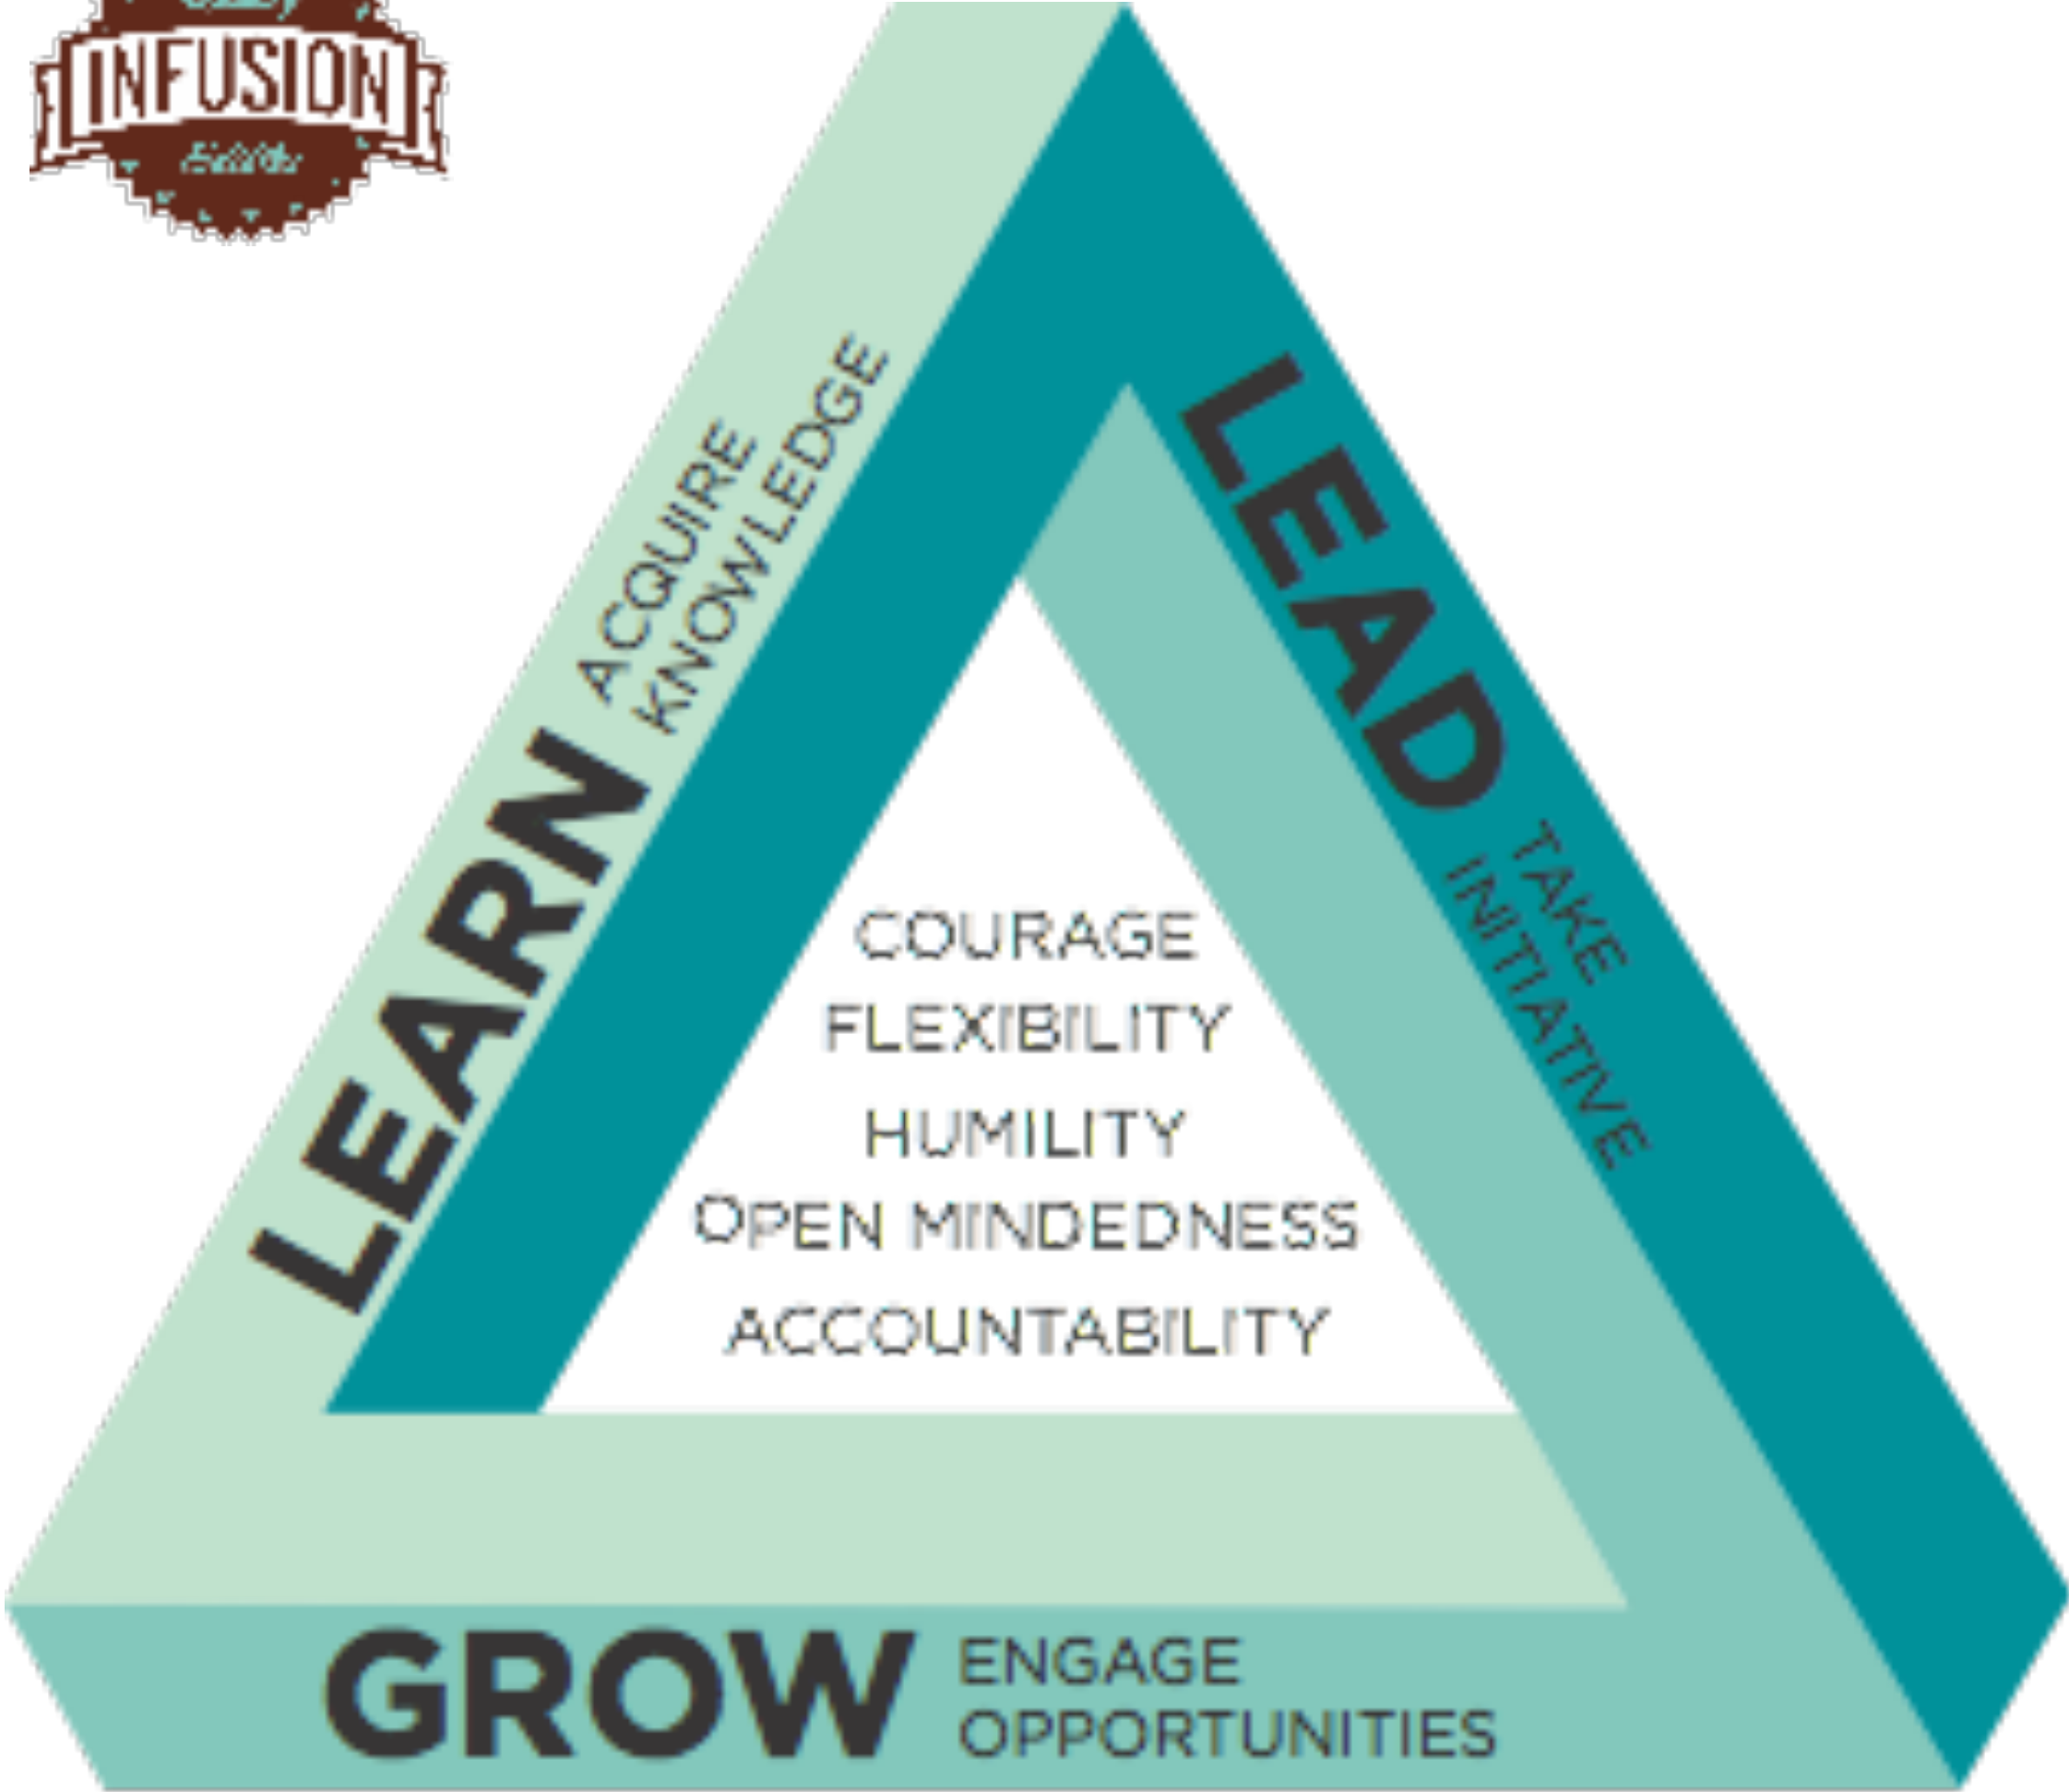 INFUSION
LEARN
ACQUIRE
KNOWLEDGE
LEAD
TAKE
INITIATIVE
COURAGE
FLEXIBILITY
HUMILITY
OPEN MINDEDNESS
ACCOUNTABILITY
GROW
ENGAGE
OPPORTUNITIES